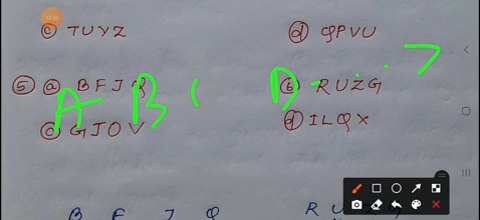 (c) TUYZ (d) QPVU
(5) (a) BFJQ (b) RUZG
A B ( D
(c) GJOV (d) ILQX
B F J Q R U